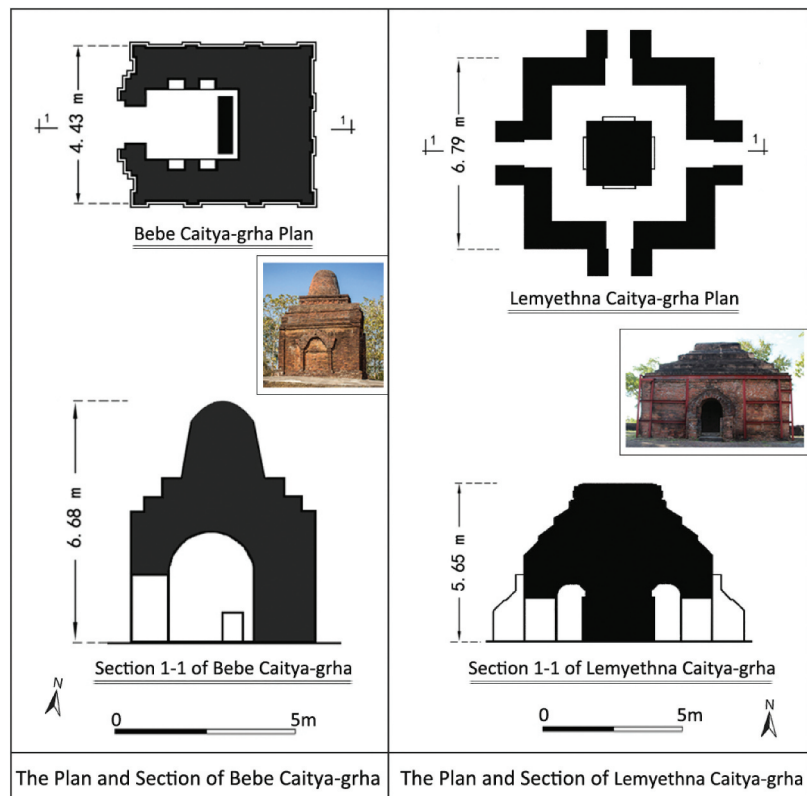 1
1
4.43 m
Bebe Caitya-grha Plan
6.68 m
Section 1-1 of Bebe Caitya-grha
N
0
5m
The Plan and Section of Bebe Caitya-grha
1
1
6.79 m
Lemyethna Caitya-grha Plan
5.65 m
Section 1-1 of Lemyethna Caitya-grha
N
0
5m
The Plan and Section of Lemyethna Caitya-grha